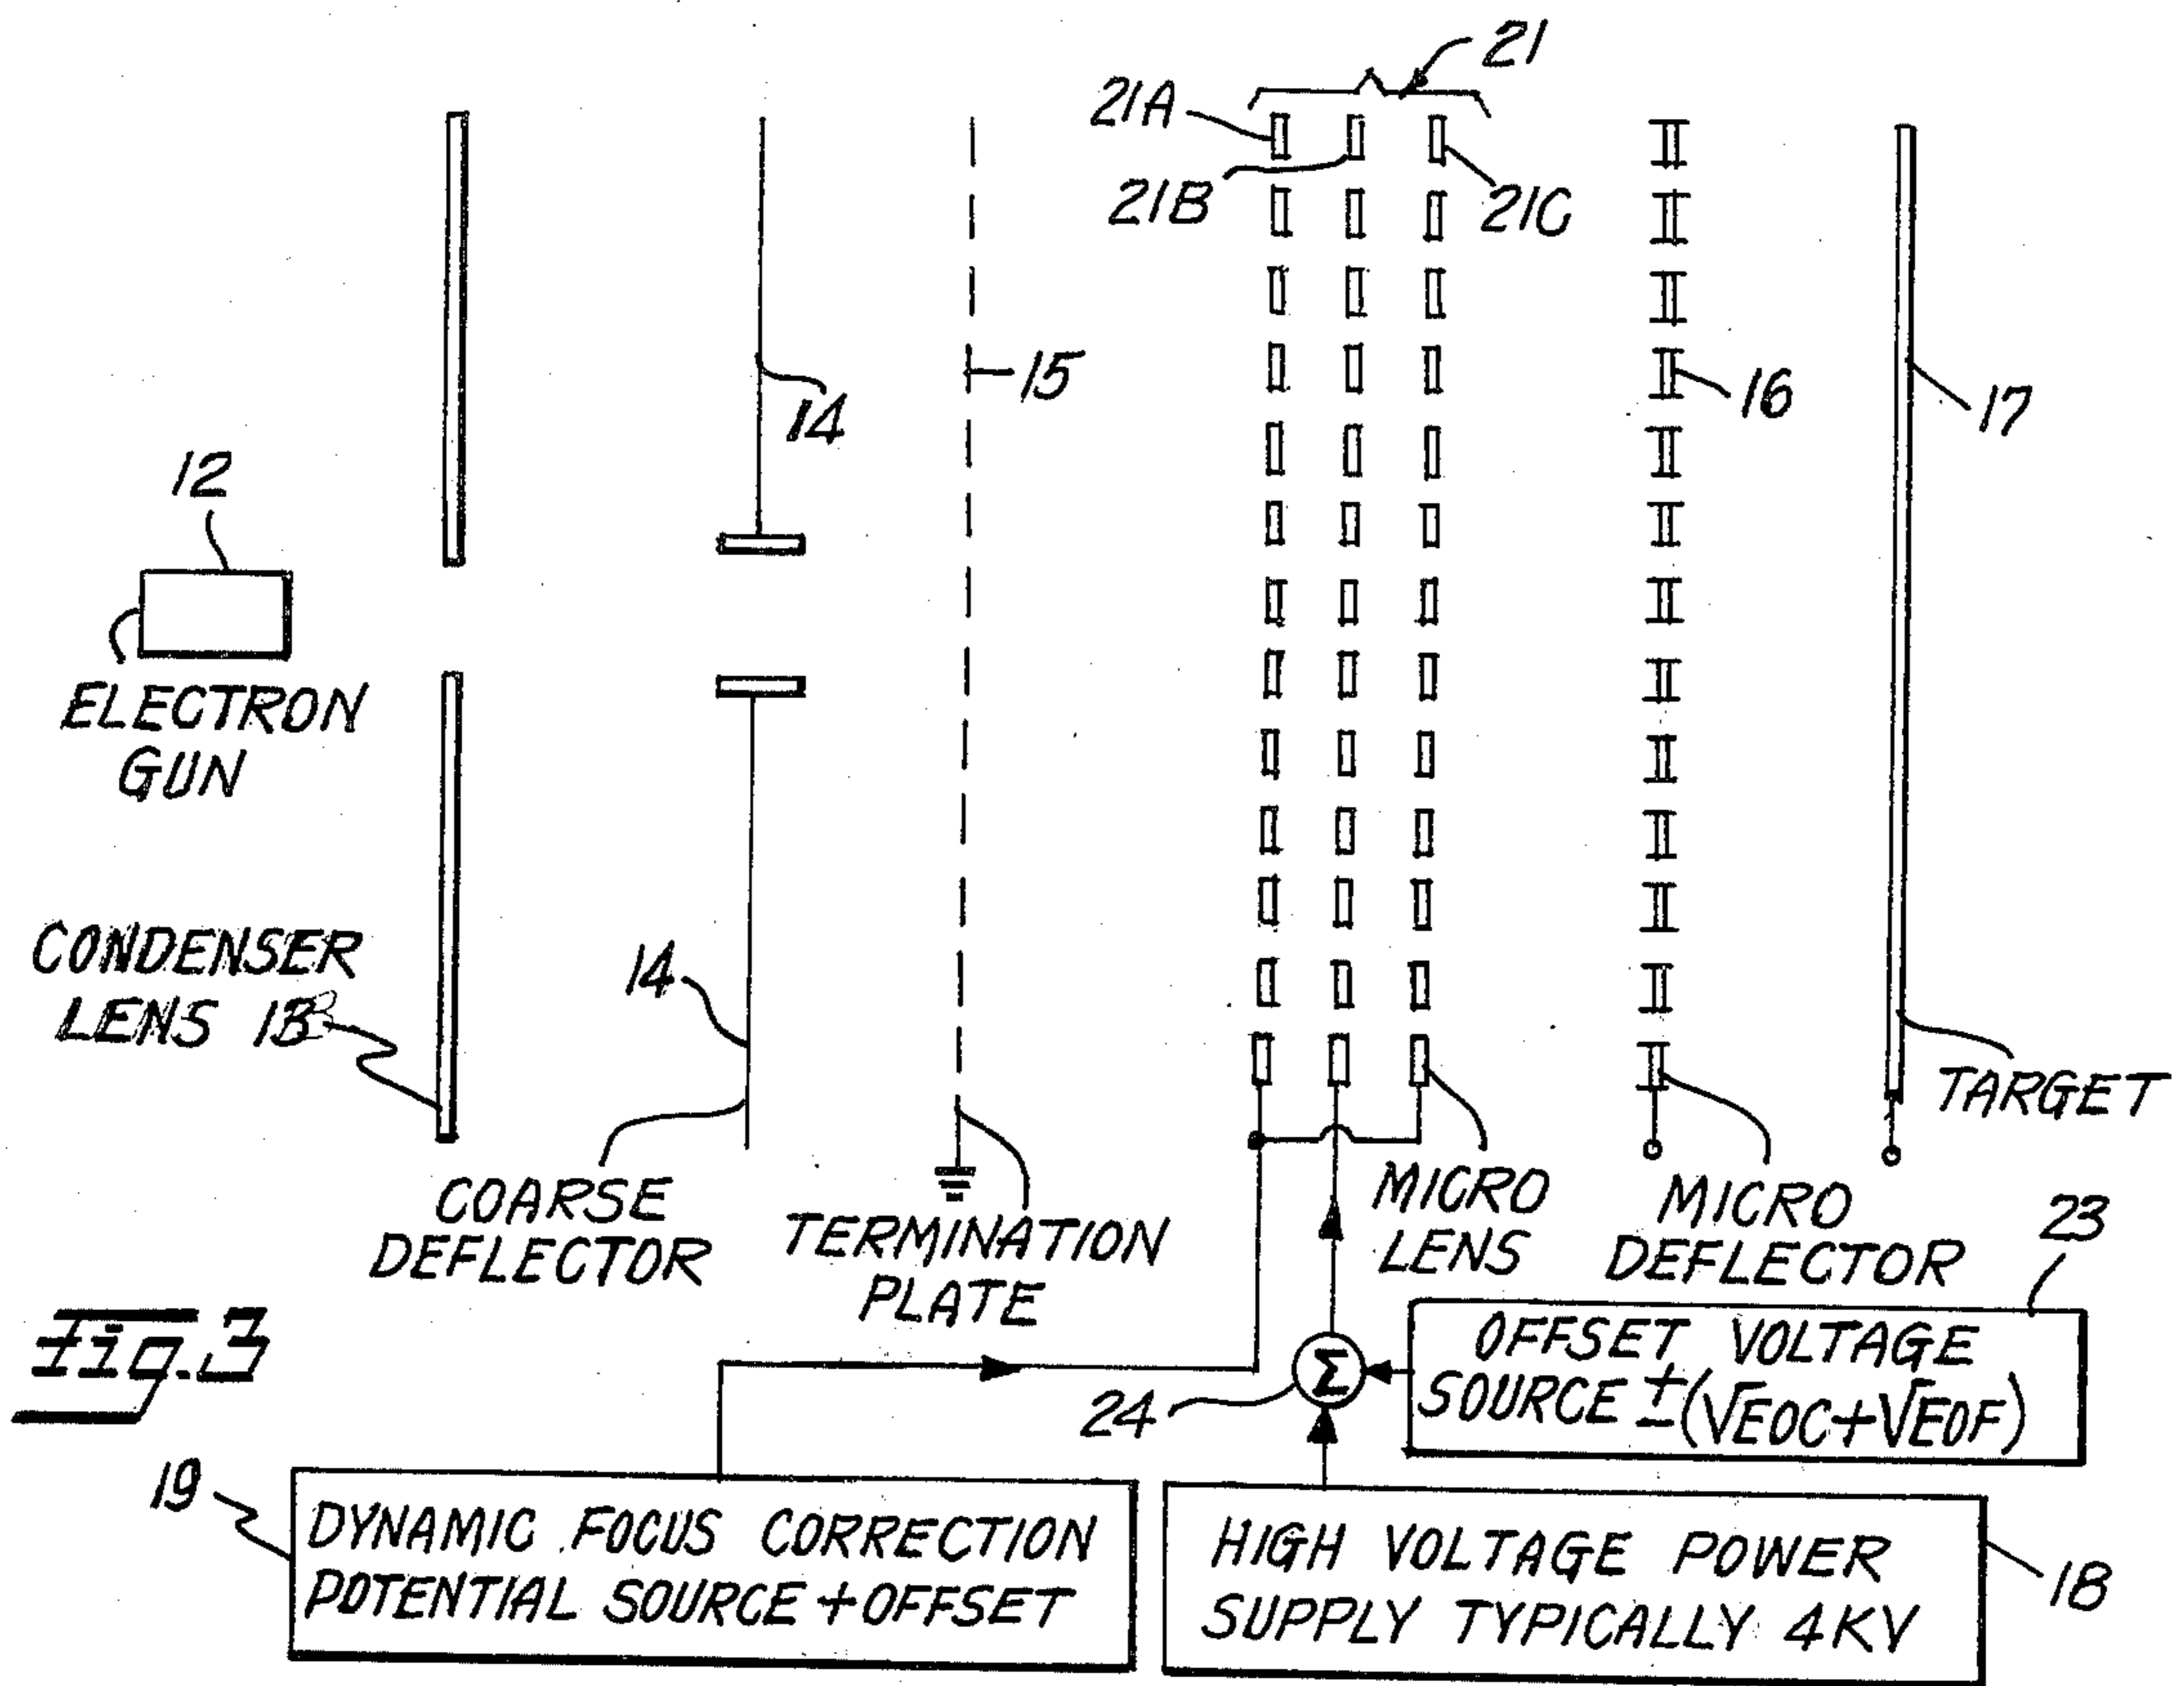 21
21A
21B
21C
14
15
16
17
12
ELECTRON
GUN
CONDENSER
LENS 13
14
COARSE
DEFLECTOR
TERMINATION
PLATE
MICRO
LENS
MICRO
DEFLECTOR
TARGET
23
OFFSET VOLTAGE
SOURCE ±(√EOC+√EOF)
Σ
24
Fig. 3
19
DYNAMIC FOCUS CORRECTION
POTENTIAL SOURCE +OFFSET
HIGH VOLTAGE POWER
SUPPLY TYPICALLY 4KV
18